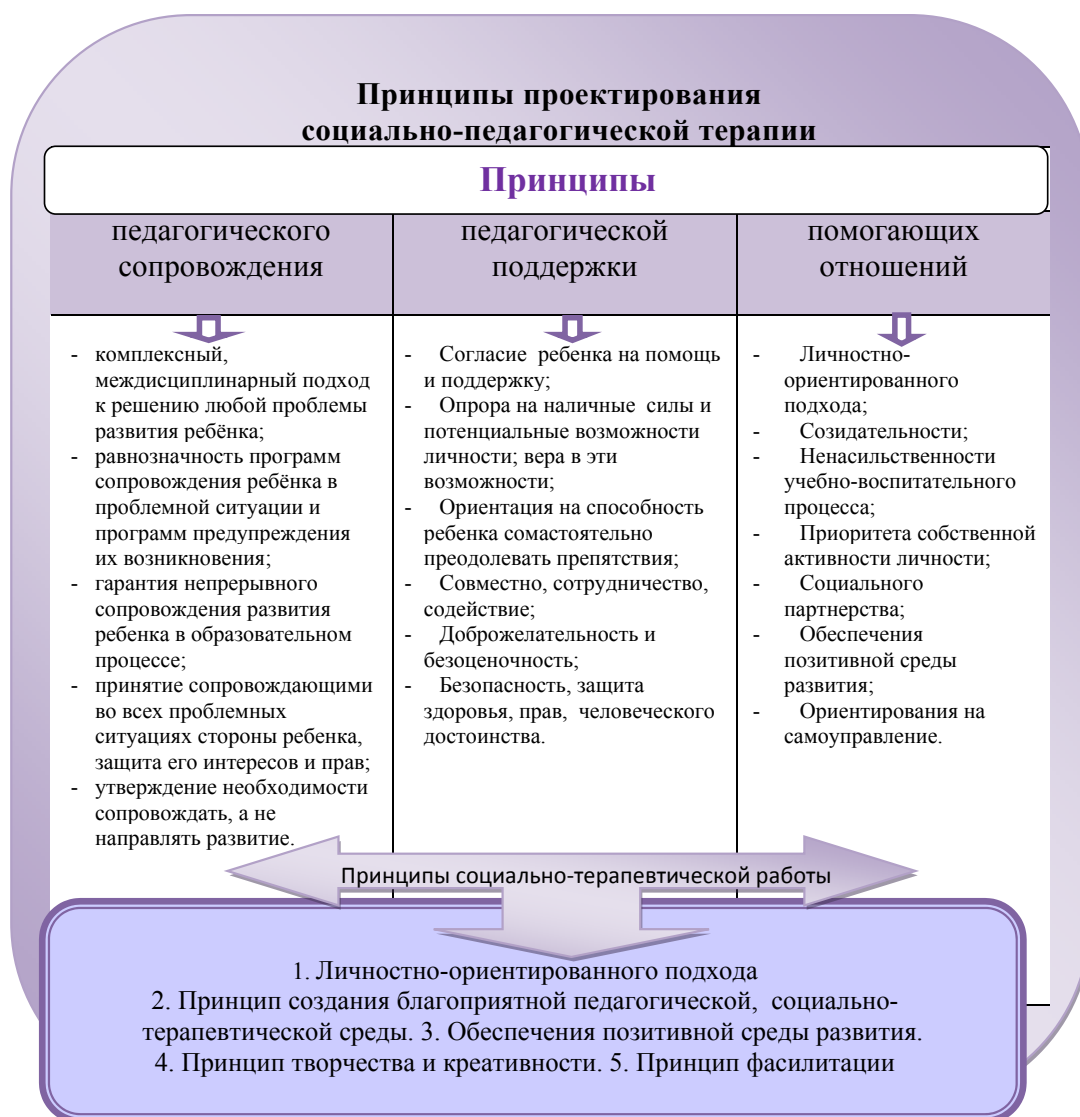 Принципы проектирования
социально-педагогической терапии
Принципы
педагогического
сопровождения
педагогической
поддержки
помогающих
отношений
- комплексный,
междисциплинарный подход
к решению любой проблемы
развития ребёнка;
- равнозначность программ
сопровождения ребёнка в
проблемной ситуации и
программ предупреждения
их возникновения;
- гарантия непрерывного
сопровождения развития
ребенка в образовательном
процессе;
- принятие сопровождающими
во всех проблемных
ситуациях стороны ребенка,
защита его интересов и прав;
- утверждение необходимости
сопровождать, а не
направлять развитие.
- Согласие ребенка на помощь
и поддержку;
- Опрора на наличные силы и
потенциальные возможности
личности; вера в эти
возможности;
- Ориентация на способность
ребенка сомастоятельно
преодолевать препятствия;
- Совместно, сотрудничество,
содействие;
- Доброжелательность и
безоценочность;
- Безопасность, защита
здоровья, прав, человеческого
достоинства.
- Личностно-
ориентированного
подхода;
- Созидательности;
- Ненасильственности
учебно-воспитательного
процесса;
- Приоритета собственной
активности личности;
- Социального
партнерства;
- Обеспечения
позитивной среды
развития;
- Ориентирования на
самоуправление.
Принципы социально-терапевтической работы
1. Личностно-ориентированного подхода
2. Принцип создания благоприятной педагогической, социально-
терапевтической среды. 3. Обеспечения позитивной среды развития.
4. Принцип творчества и креативности. 5. Принцип фасилитации